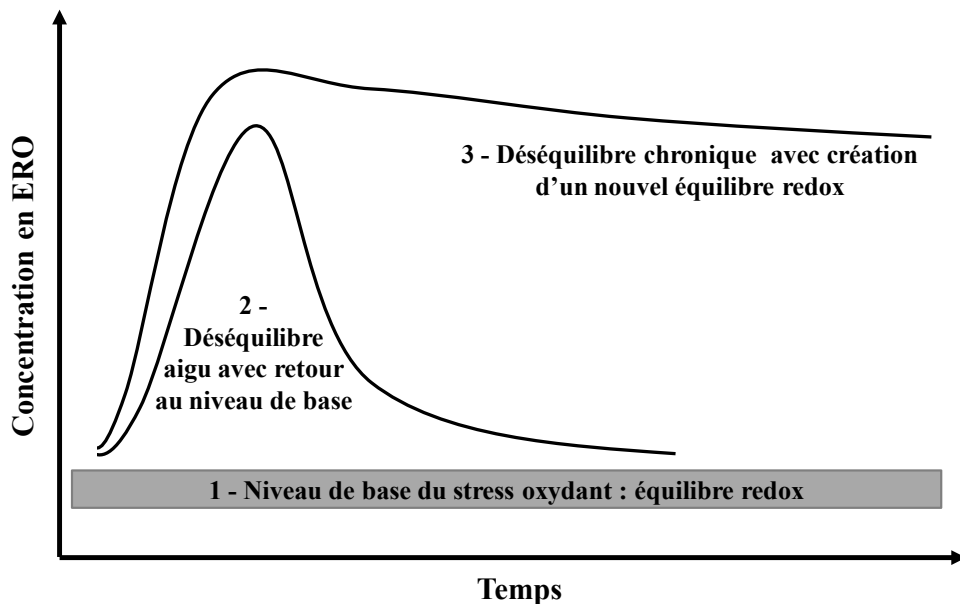 Concentration en ERO
3 - Déséquilibre chronique avec création
d’un nouvel équilibre redox
2 -
Déséquilibre
aigu avec retour
au niveau de base
1 - Niveau de base du stress oxydant : équilibre redox
Temps